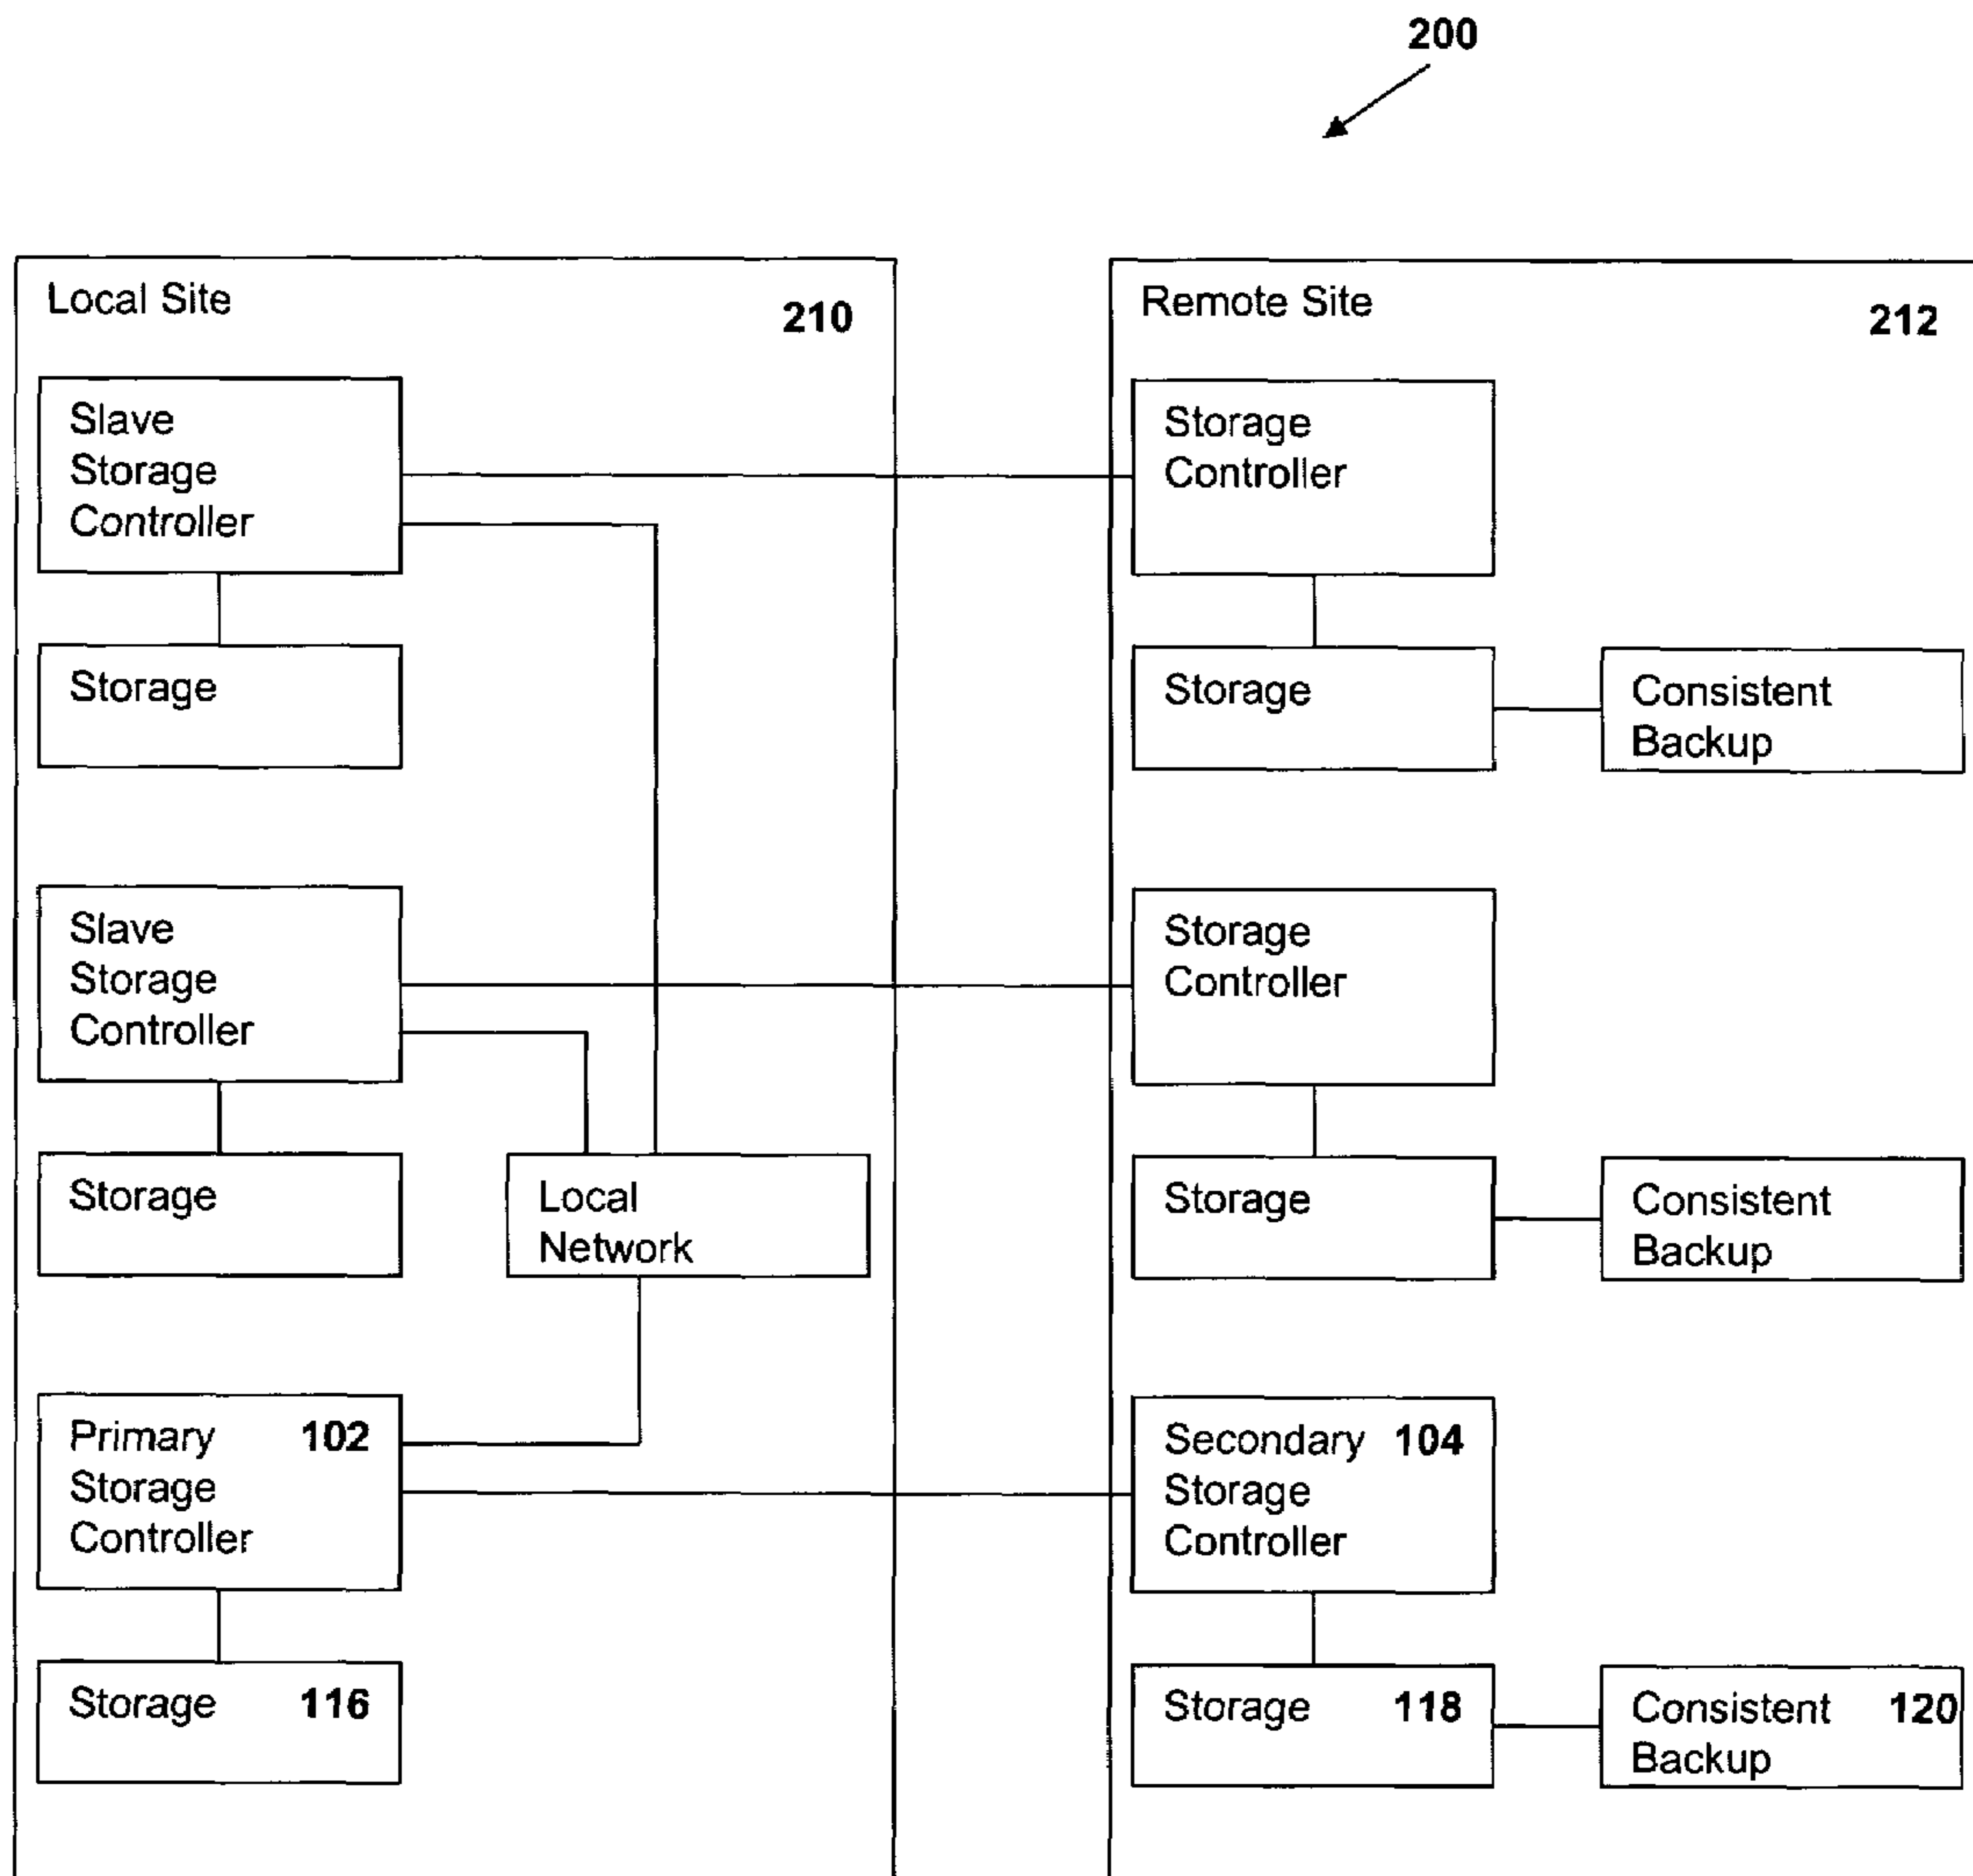 200
Local Site
210
Slave
Storage
Controller
Storage
Slave
Storage
Controller
Storage
Local
Network
Primary 102
Storage
Controller
Storage 116
Remote Site
212
Storage
Controller
Storage
Consistent
Backup
Storage
Controller
Storage
Consistent
Backup
Secondary 104
Storage
Controller
Storage 118
Consistent 120
Backup